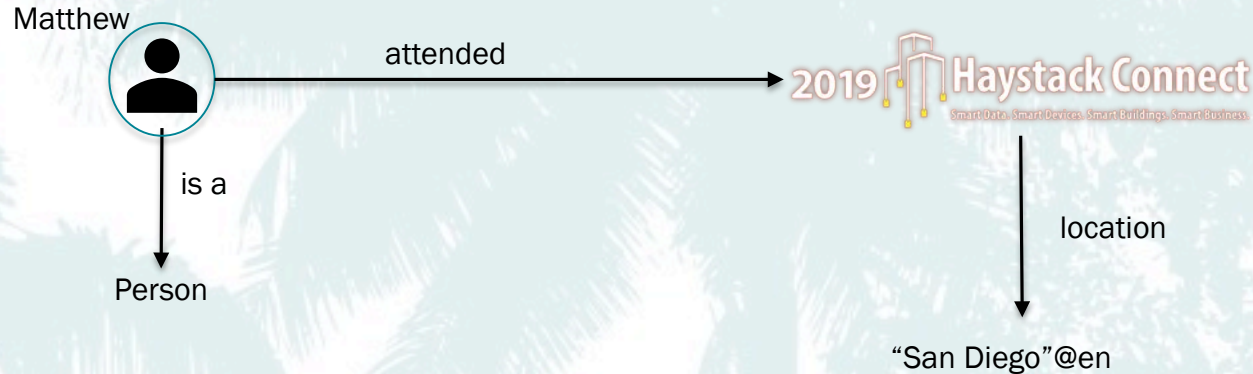 Matthew
attended
2019 Haystack Connect
Smart Data. Smart Devices. Smart Buildings. Smart Business.
is a
location
Person
“San Diego”@en